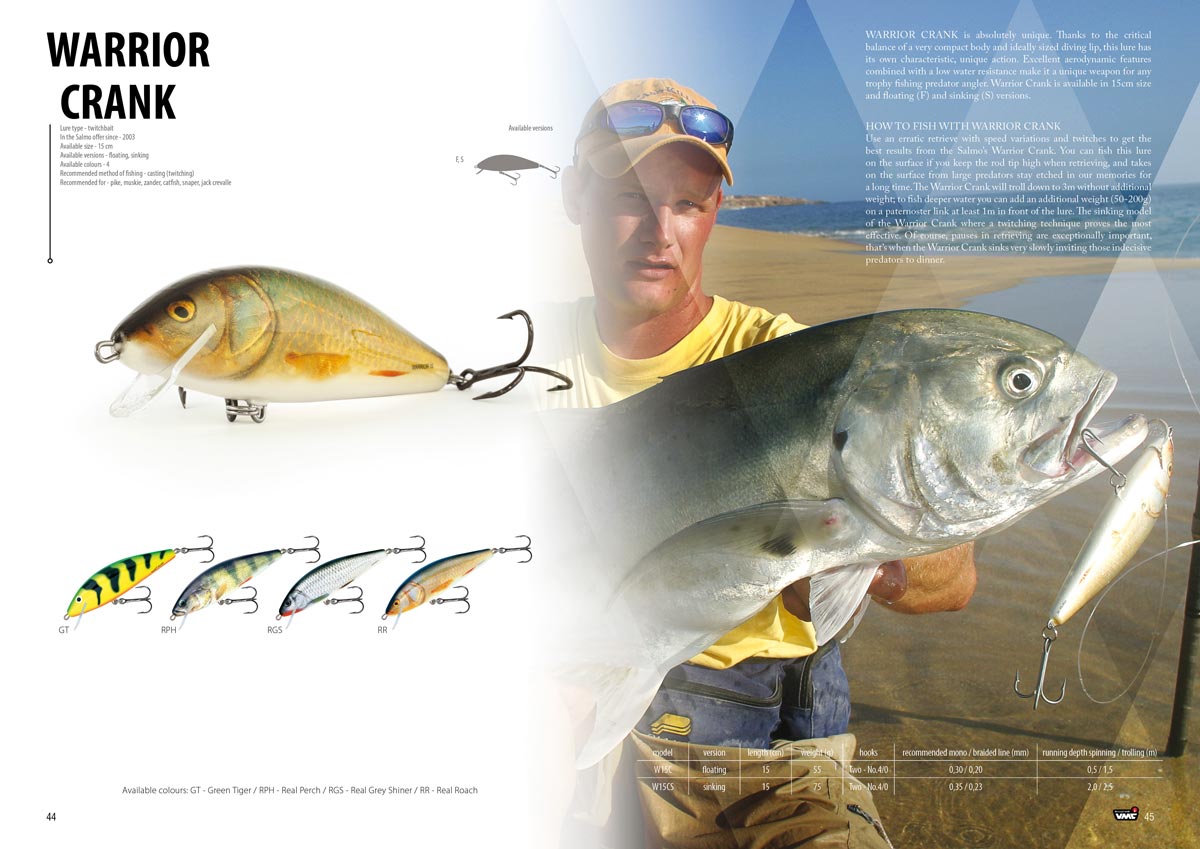 WARRIOR
CRANK
Lure type - twitchbait
In the Salmo offer since - 2003
Available size - 15 cm
Available versions - floating, sinking
Available colours - 4
Recommended method of fishing - casting (twitching)
Recommended for - pike, muskie, zander, catfish, snaper, jack crevalle
Available versions
F, S
WARRIOR
GT
RPH
RGS
RR
Available colours: GT - Green Tiger / RPH - Real Perch / RGS - Real Grey Shiner / RR - Real Roach
44
WARRIOR CRANK is absolutely unique. Thanks to the critical
balance of a very compact body and ideally sized diving lip, this lure has
its own characteristic, unique action. Excellent aerodynamic features
combined with a low water resistance make it a unique weapon for any
trophy fishing predator angler. Warrior Crank is available in 15cm size
and floating (F) and sinking (S) versions.
HOW TO FISH WITH WARRIOR CRANK
Use an erratic retrieve with speed variations and twitches to get the
best results from the Salmo's Warrior Crank. You can fish this lure
on the surface if you keep the rod tip high when retrieving, and takes
on the surface from large predators stay etched in our memories for
a long time. The Warrior Crank will troll down to 3m without additional
weight; to fish deeper water you can add an additional weight (50-200g)
on a paternoster link at least 1m in front of the lure. The sinking model
of the Warrior Crank where a twitching technique proves the most
effective. Of course, pauses in retrieving are exceptionally important,
that's when the Warrior Crank sinks very slowly inviting those indecisive
predators to dinner.
model version length (cm) weight (g) hooks recommended mono / braided line (mm) running depth spinning / trolling (m)
W15C floating 15 55 Two - No.4/0 0,30 / 0,20 0,5 / 1,5
W15CS sinking 15 75 Two - No.4/0 0,35 / 0,23 2,0 / 2,5
VMC 45